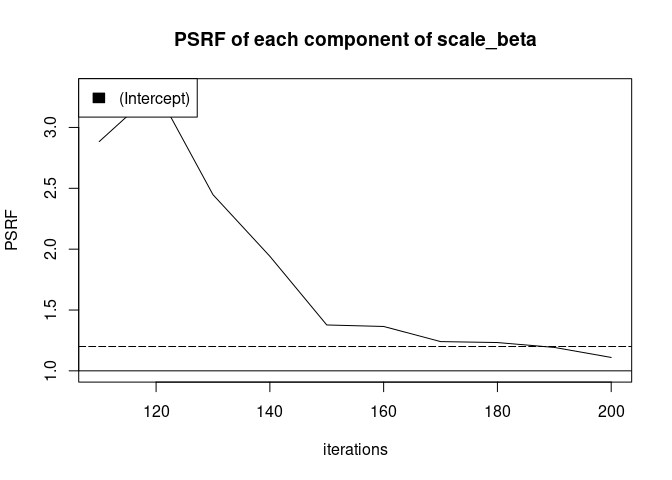 PSRF of each component of scale_beta
(Intercept)
3.0
2.5
2.0
1.5
1.0
PSRF
120 140 160 180 200
iterations